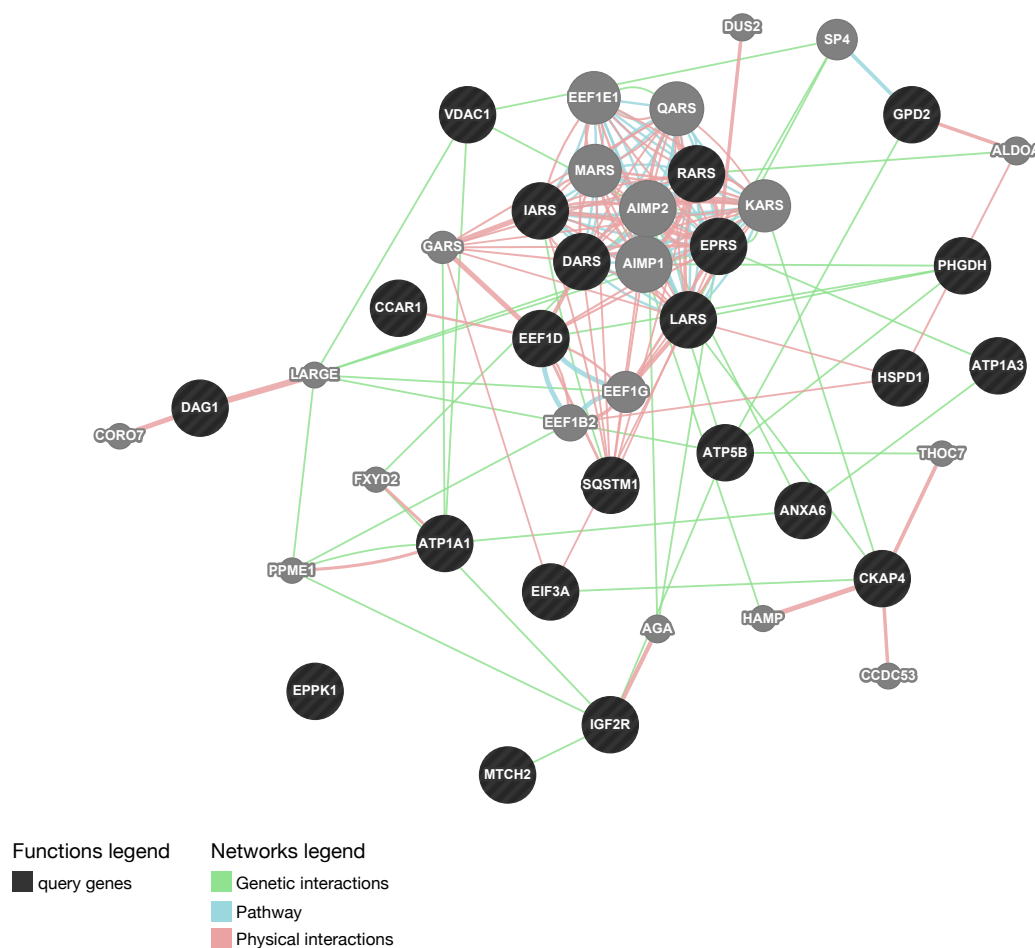 DUS2
SP4
EEF1E1
QARS
VDAC1
GPD2
ALDOA
MARS
RARS
IARS
AIMP2
KARS
GARS
DARS
AIMP1
EPRS
PHGDH
CCAR1
LARS
EEF1D
LARGE
ATP1A3
HSPD1
EEF1G
DAG1
EEF1B2
CORO7
ATP5B
THOC7
FXYD2
SQSTM1
ANXA6
ATP1A1
PPME1
CKAP4
EIF3A
HAMP
AGA
CCDC53
EPPK1
IGF2R
MTCH2
Functions legend
query genes
Networks legend
Genetic interactions
Pathway
Physical interactions